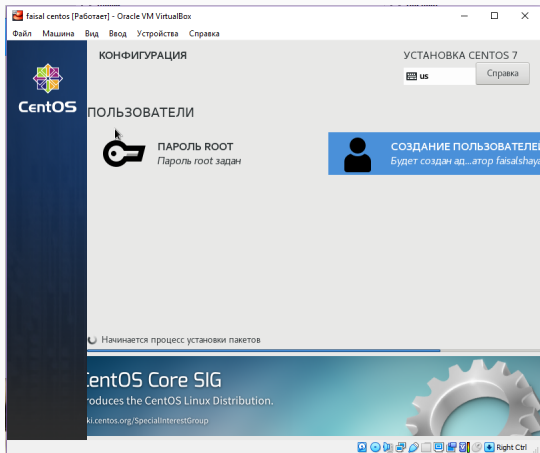 faisal centos [Работает] - Oracle VM VirtualBox
Файл Машина Вид Ввод Устройства Справка
КОНФИГУРАЦИЯ
УСТАНОВКА CENTOS 7
us
Справка
CentOS
ПОЛЬЗОВАТЕЛИ
ПАРОЛЬ ROOT
Пароль root задан
СОЗДАНИЕ ПОЛЬЗОВАТЕЛЕ
Будет создан ад...атор faisalshaya
Начинается процесс установки пакетов
entOS Core SIG
roduces the CentOS Linux Distribution.
ki.centos.org/SpecialInterestGroup
Right Ctrl